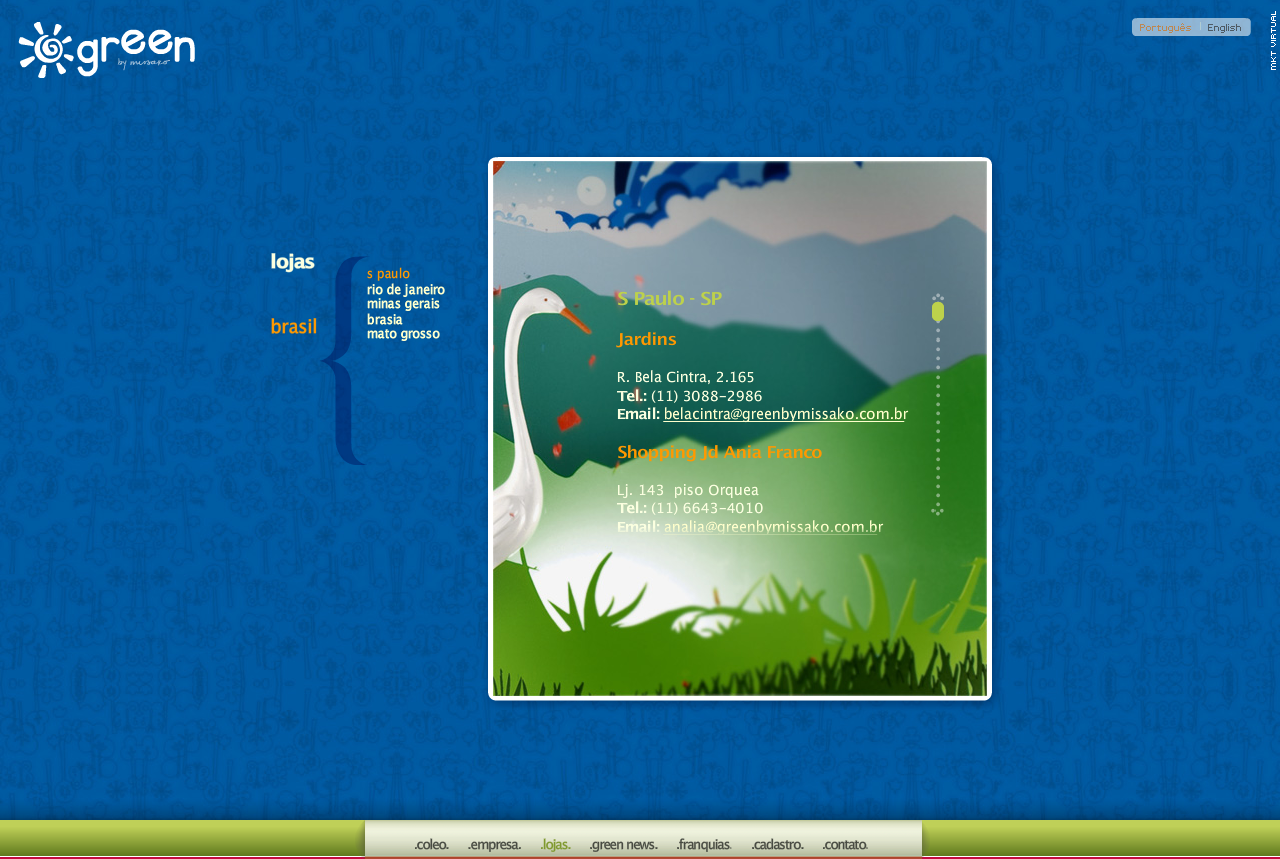 green
by missako
Português | English
MKT VIRTUAL
lojas
brasil
s paulo
rio de janeiro
minas gerais
brasia
mato grosso
S Paulo - SP
Jardins
R. Bela Cintra, 2.165
Tel.: (11) 3088-2986
Email: belacintra@greenbymissako.com.br
Shopping Jd Ania Franco
Lj. 143  piso Orquea
Tel.: (11) 6643-4010
Email: analia@greenbymissako.com.br
.coleo. .empresa. .lojas. .green news. .franquias. .cadastro. .contato.